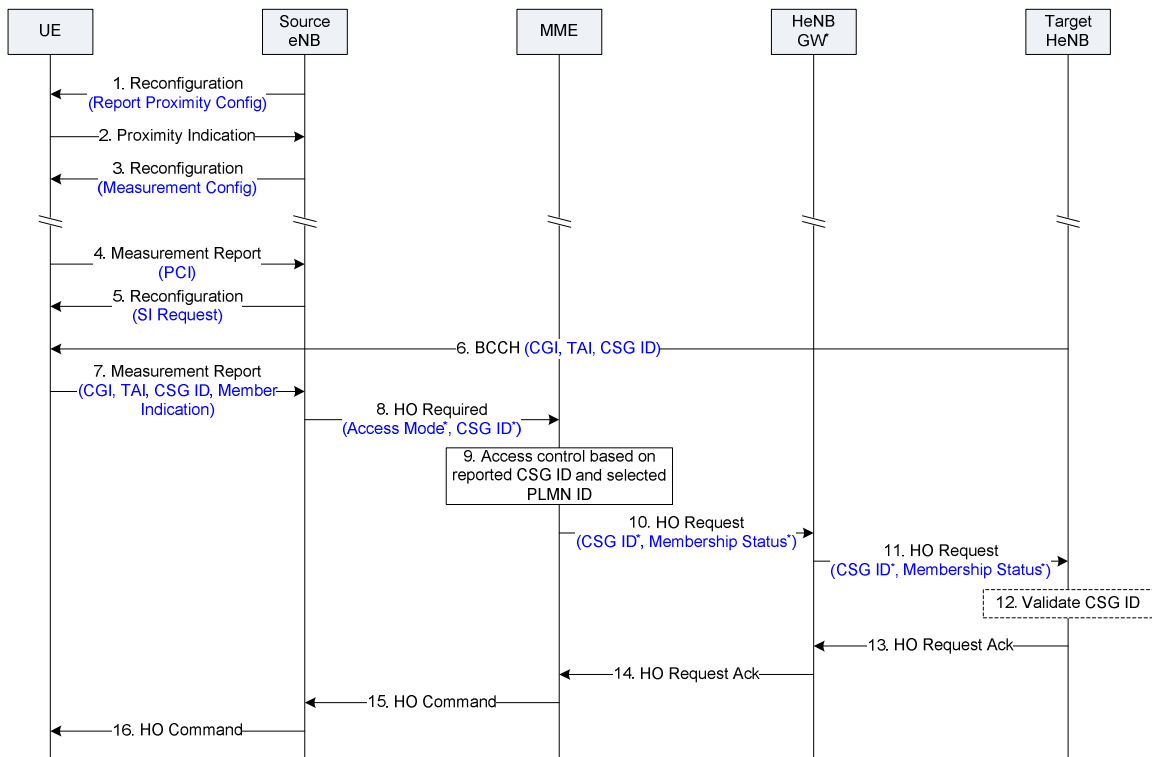 UE
Source
eNB
MME
HeNB
GW*
Target
HeNB
1. Reconfiguration
(Report Proximity Config)
2. Proximity Indication
3. Reconfiguration
(Measurement Config)
4. Measurement Report
(PCI)
5. Reconfiguration
(SI Request)
6. BCCH (CGI, TAI, CSG ID)
7. Measurement Report
(CGI, TAI, CSG ID, Member
Indication)
8. HO Required
(Access Mode*, CSG ID*)
9. Access control based on
reported CSG ID and selected
PLMN ID
10. HO Request
(CSG ID*, Membership Status*)
11. HO Request
(CSG ID*, Membership Status*)
12. Validate CSG ID
13. HO Request Ack
14. HO Request Ack
15. HO Command
16. HO Command